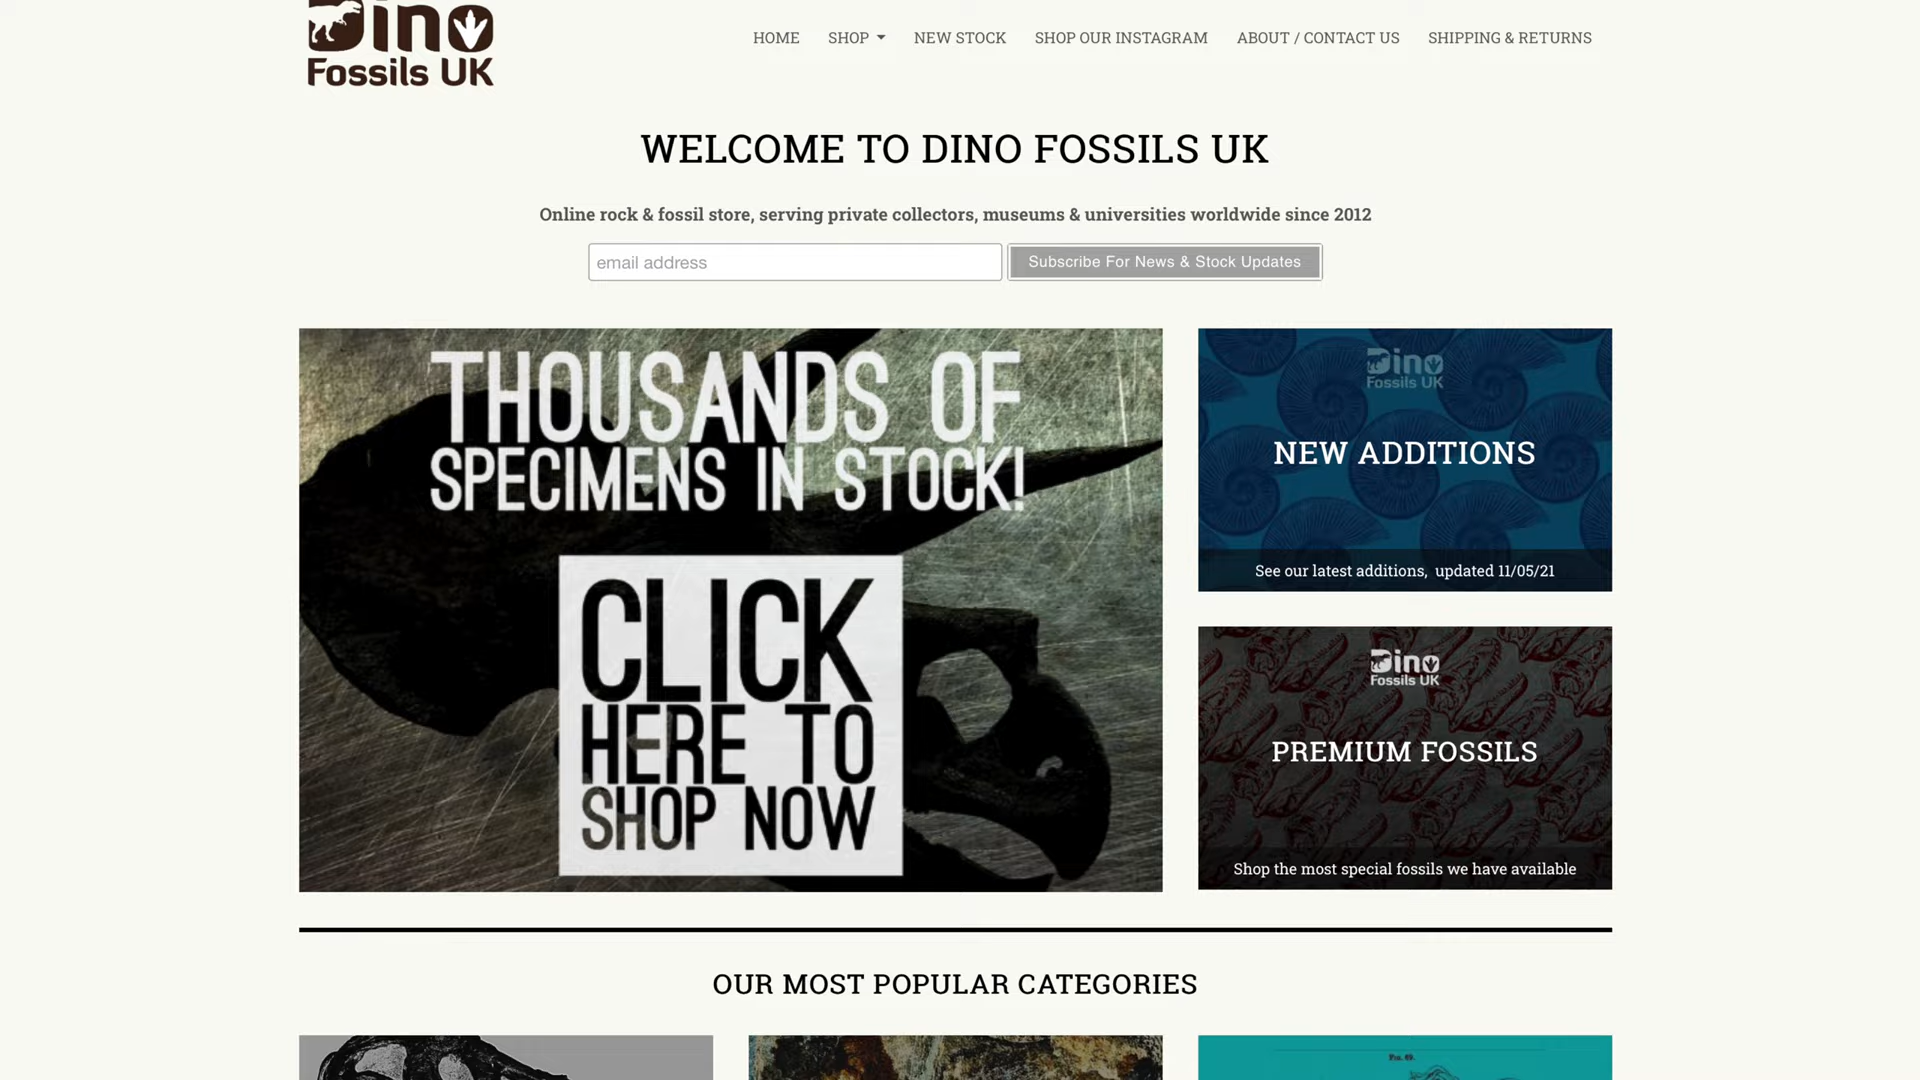 Dino
Fossils UK
HOME SHOP NEW STOCK SHOP OUR INSTAGRAM ABOUT / CONTACT US SHIPPING & RETURNS
WELCOME TO DINO FOSSILS UK
Online rock & fossil store, serving private collectors, museums & universities worldwide since 2012
email address
Subscribe For News & Stock Updates
THOUSANDS OF
SPECIMENS IN STOCK!
CLICK
HERE TO
SHOP NOW
Dino
Fossils UK
NEW ADDITIONS
See our latest additions, updated 11/05/21
Dino
Fossils UK
PREMIUM FOSSILS
Shop the most special fossils we have available
OUR MOST POPULAR CATEGORIES
FIG. 69.